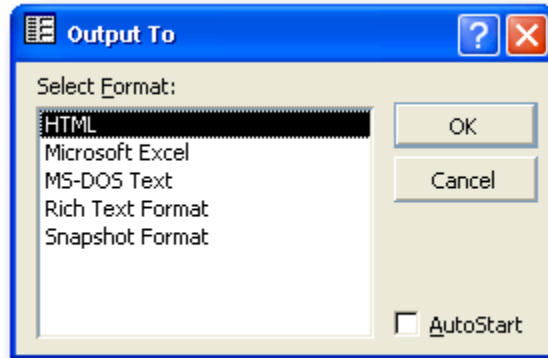 Output To
Select Format:
HTML
Microsoft Excel
MS-DOS Text
Rich Text Format
Snapshot Format
OK
Cancel
AutoStart